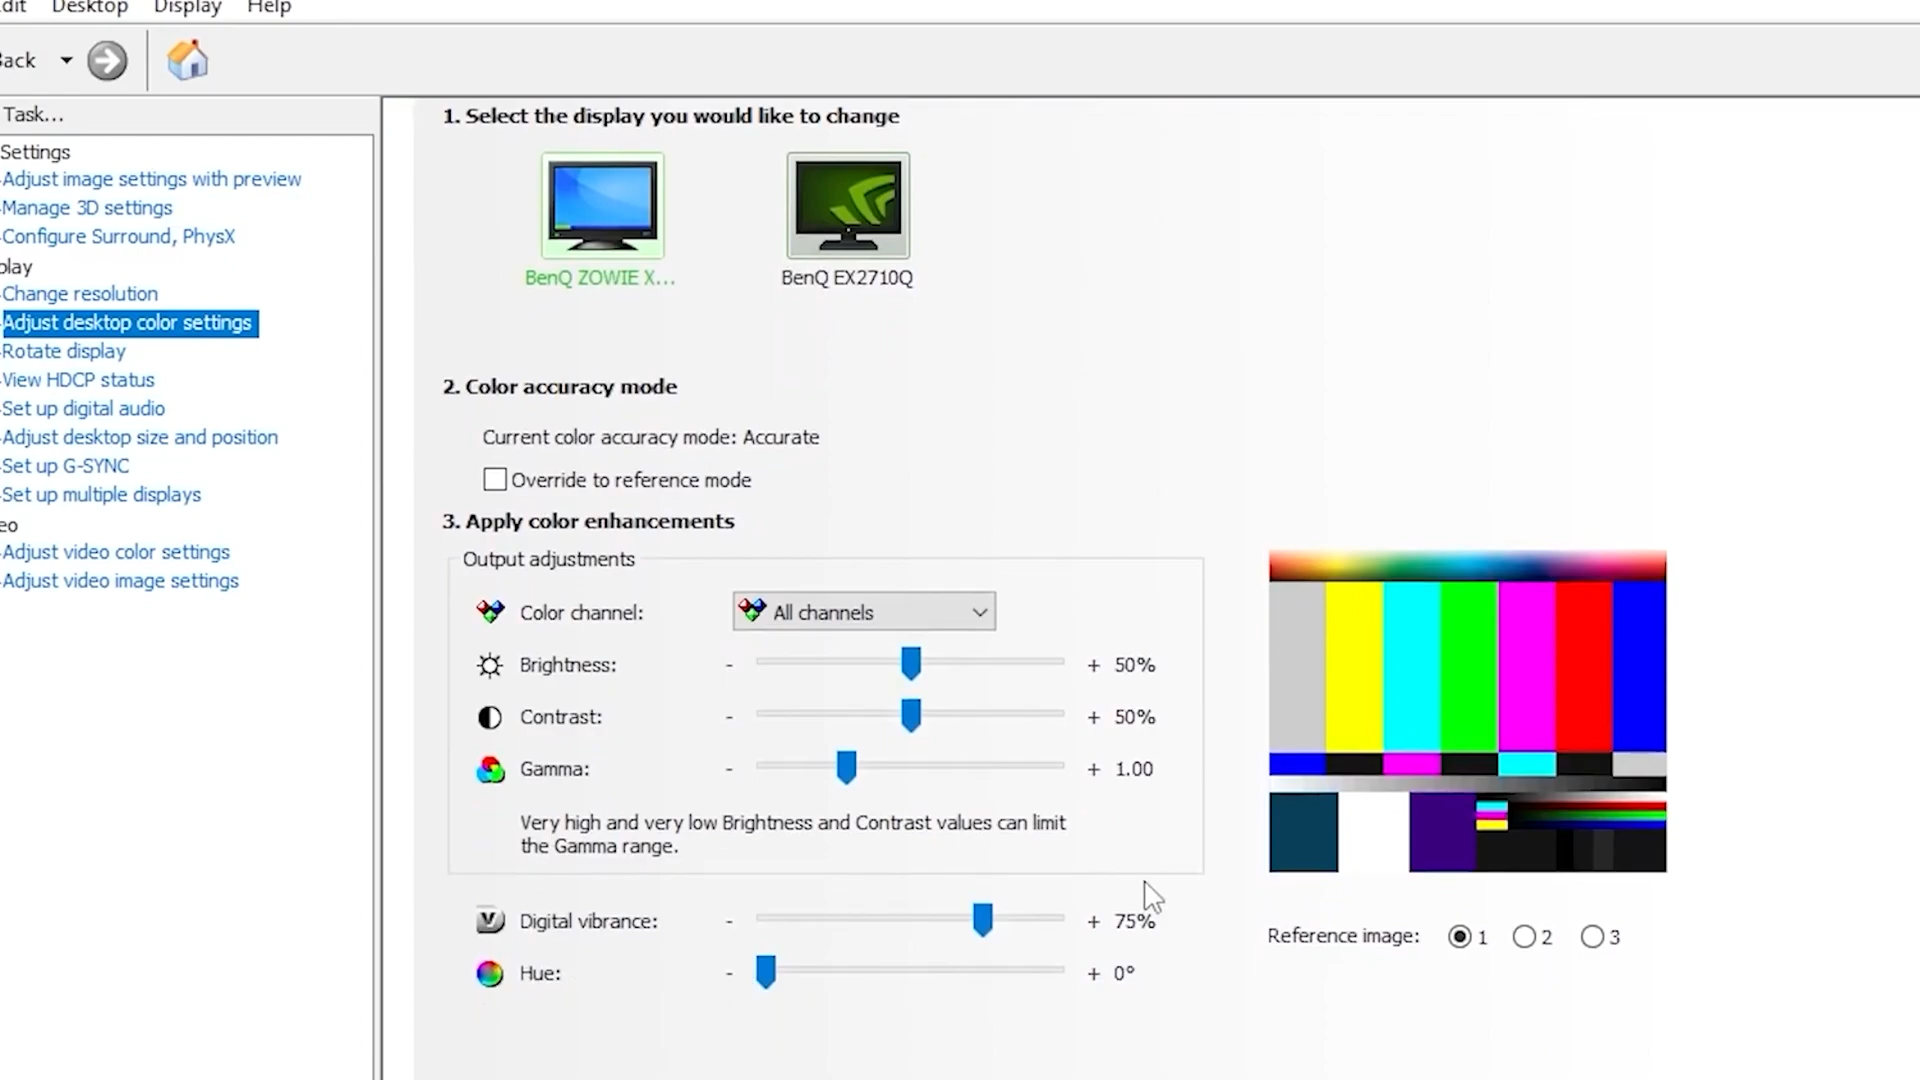 dit Desktop Display Help
Back
Task...
Settings
Adjust image settings with preview
Manage 3D settings
Configure Surround, PhysX
play
Change resolution
Adjust desktop color settings
Rotate display
View HDCP status
Set up digital audio
Adjust desktop size and position
Set up G-SYNC
Set up multiple displays
eo
Adjust video color settings
Adjust video image settings
1. Select the display you would like to change
BenQ ZOWIE X... BenQ EX2710Q
2. Color accuracy mode
Current color accuracy mode: Accurate
Override to reference mode
3. Apply color enhancements
Output adjustments
Color channel: All channels
Brightness: - + 50%
Contrast: - + 50%
Gamma: - + 1.00
Very high and very low Brightness and Contrast values can limit
the Gamma range.
Digital vibrance: - + 75%
Hue: - + 0°
Reference image: 1 2 3